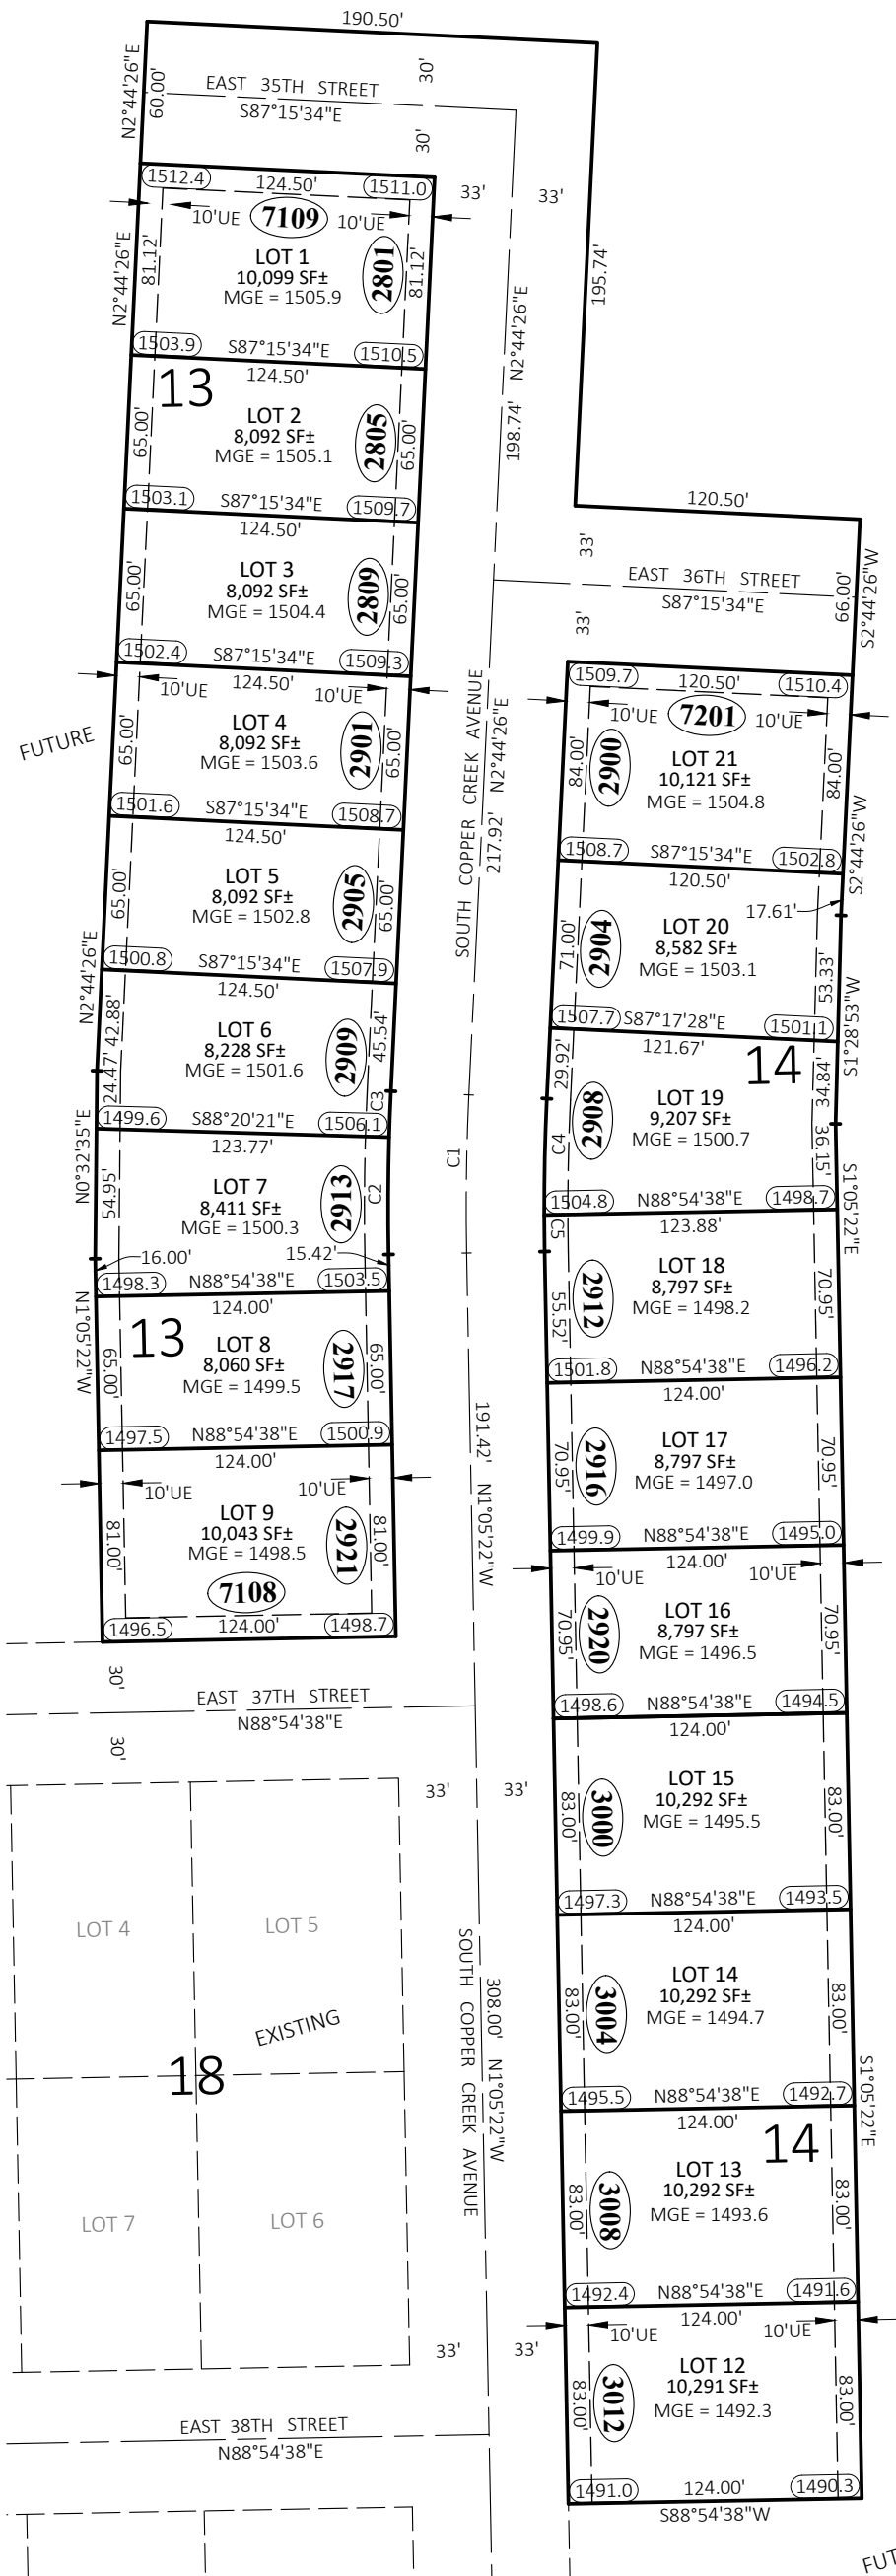 190.50'
N2°44'26"E
60.00'
EAST 35TH STREET
S87°15'34"E
30'
30'
1512.4
124.50'
1511.0
33'
33'
10'UE
7109
10'UE
N2°44'26"E
81.12'
LOT 1
10,099 SF±
MGE = 1505.9
2801
81.12'
195.74'
1503.9
S87°15'34"E
1510.5
124.50'
13
198.74' N2°44'26"E
65.00'
LOT 2
8,092 SF±
MGE = 1505.1
2805
65.00'
1503.1
S87°15'34"E
1509.7
124.50'
120.50'
33'
EAST 36TH STREET
S87°15'34"E
33'
66.00'
S2°44'26"W
65.00'
LOT 3
8,092 SF±
MGE = 1504.4
2809
65.00'
1502.4
S87°15'34"E
1509.3
124.50'
10'UE
10'UE
FUTURE
65.00'
LOT 4
8,092 SF±
MGE = 1503.6
2901
65.00'
SOUTH COPPER CREEK AVENUE
217.92' N2°44'26"E
1509.7
120.50'
1510.4
10'UE
7201
10'UE
84.00'
2900
LOT 21
10,121 SF±
MGE = 1504.8
84.00'
1501.6
S87°15'34"E
1508.7
124.50'
1508.7
S87°15'34"E
1502.8
120.50'
S2°44'26"W
17.61'
65.00'
LOT 5
8,092 SF±
MGE = 1502.8
2905
65.00'
71.00'
2904
LOT 20
8,582 SF±
MGE = 1503.1
53.33'
S1°28'53"W
1500.8
S87°15'34"E
1507.9
124.50'
N2°44'26"E
1507.7
S87°17'28"E
1501.1
121.67'
14
42.88'
24.47'
LOT 6
8,228 SF±
MGE = 1501.6
2909
45.54'
C3
29.92'
C4
2908
LOT 19
9,207 SF±
MGE = 1500.7
34.84'
36.15'
1499.6
S88°20'21"E
1506.1
123.77'
N0°32'35"E
C1
54.95'
LOT 7
8,411 SF±
MGE = 1500.3
2913
C2
16.00'
15.42'
1504.8
N88°54'38"E
1498.7
123.88'
S1°05'22"E
C5
1498.3
N88°54'38"E
1503.5
124.00'
55.52'
2912
LOT 18
8,797 SF±
MGE = 1498.2
70.95'
N1°05'22"W
13
65.00'
LOT 8
8,060 SF±
MGE = 1499.5
2917
65.00'
1501.8
N88°54'38"E
1496.2
124.00'
1497.5
N88°54'38"E
1500.9
124.00'
191.42' N1°05'22"W
70.95'
2916
LOT 17
8,797 SF±
MGE = 1497.0
70.95'
10'UE
10'UE
81.00'
LOT 9
10,043 SF±
MGE = 1498.5
2921
81.00'
7108
1499.9
N88°54'38"E
1495.0
124.00'
10'UE
10'UE
1496.5
124.00'
1498.7
70.95'
2920
LOT 16
8,797 SF±
MGE = 1496.5
70.95'
30'
EAST 37TH STREET
N88°54'38"E
30'
1498.6
N88°54'38"E
1494.5
124.00'
33'
33'
83.00'
3000
LOT 15
10,292 SF±
MGE = 1495.5
83.00'
LOT 4
LOT 5
1497.3
N88°54'38"E
1493.5
124.00'
EXISTING
18
SOUTH COPPER CREEK AVENUE
308.00' N1°05'22"W
83.00'
3004
LOT 14
10,292 SF±
MGE = 1494.7
83.00'
1495.5
N88°54'38"E
1492.7
124.00'
S1°05'22"E
14
LOT 7
LOT 6
83.00'
3008
LOT 13
10,292 SF±
MGE = 1493.6
83.00'
1492.4
N88°54'38"E
1491.6
124.00'
10'UE
10'UE
33'
33'
83.00'
3012
LOT 12
10,291 SF±
MGE = 1492.3
83.00'
EAST 38TH STREET
N88°54'38"E
1491.0
124.00'
1490.3
S88°54'38"W
FUT